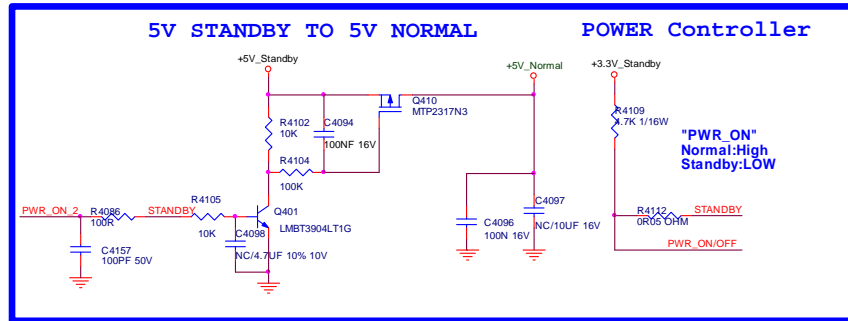 5V STANDBY TO 5V NORMAL
POWER Controller
+5V_Standby
+5V_Normal
+3.3V_Standby
Q410
MTP2317N3
R4102
10K
C4094
100NF 16V
R4104
100K
R4109
4.7K 1/16W
"PWR_ON"
Normal:High
Standby:LOW
PWR_ON_2
R4086
100R
STANDBY
R4105
10K
Q401
LMBT3904LT1G
C4098
NC/4.7UF 10% 10V
C4157
100PF 50V
C4096
100N 16V
C4097
NC/10UF 16V
R4112
0R05 OHM
STANDBY
PWR_ON/OFF